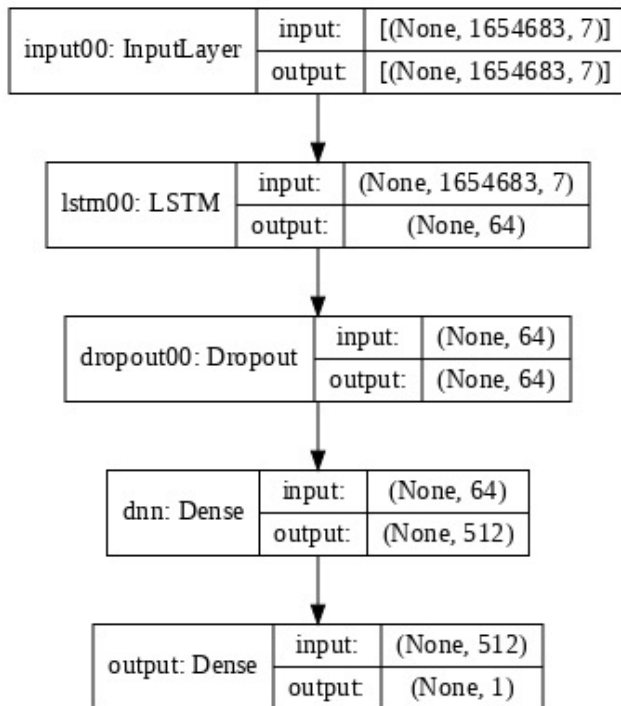 input00: InputLayer
input:
[(None, 1654683, 7)]
output:
[(None, 1654683, 7)]
lstm00: LSTM
input:
(None, 1654683, 7)
output:
(None, 64)
dropout00: Dropout
input:
(None, 64)
output:
(None, 64)
dnn: Dense
input:
(None, 64)
output:
(None, 512)
output: Dense
input:
(None, 512)
output:
(None, 1)